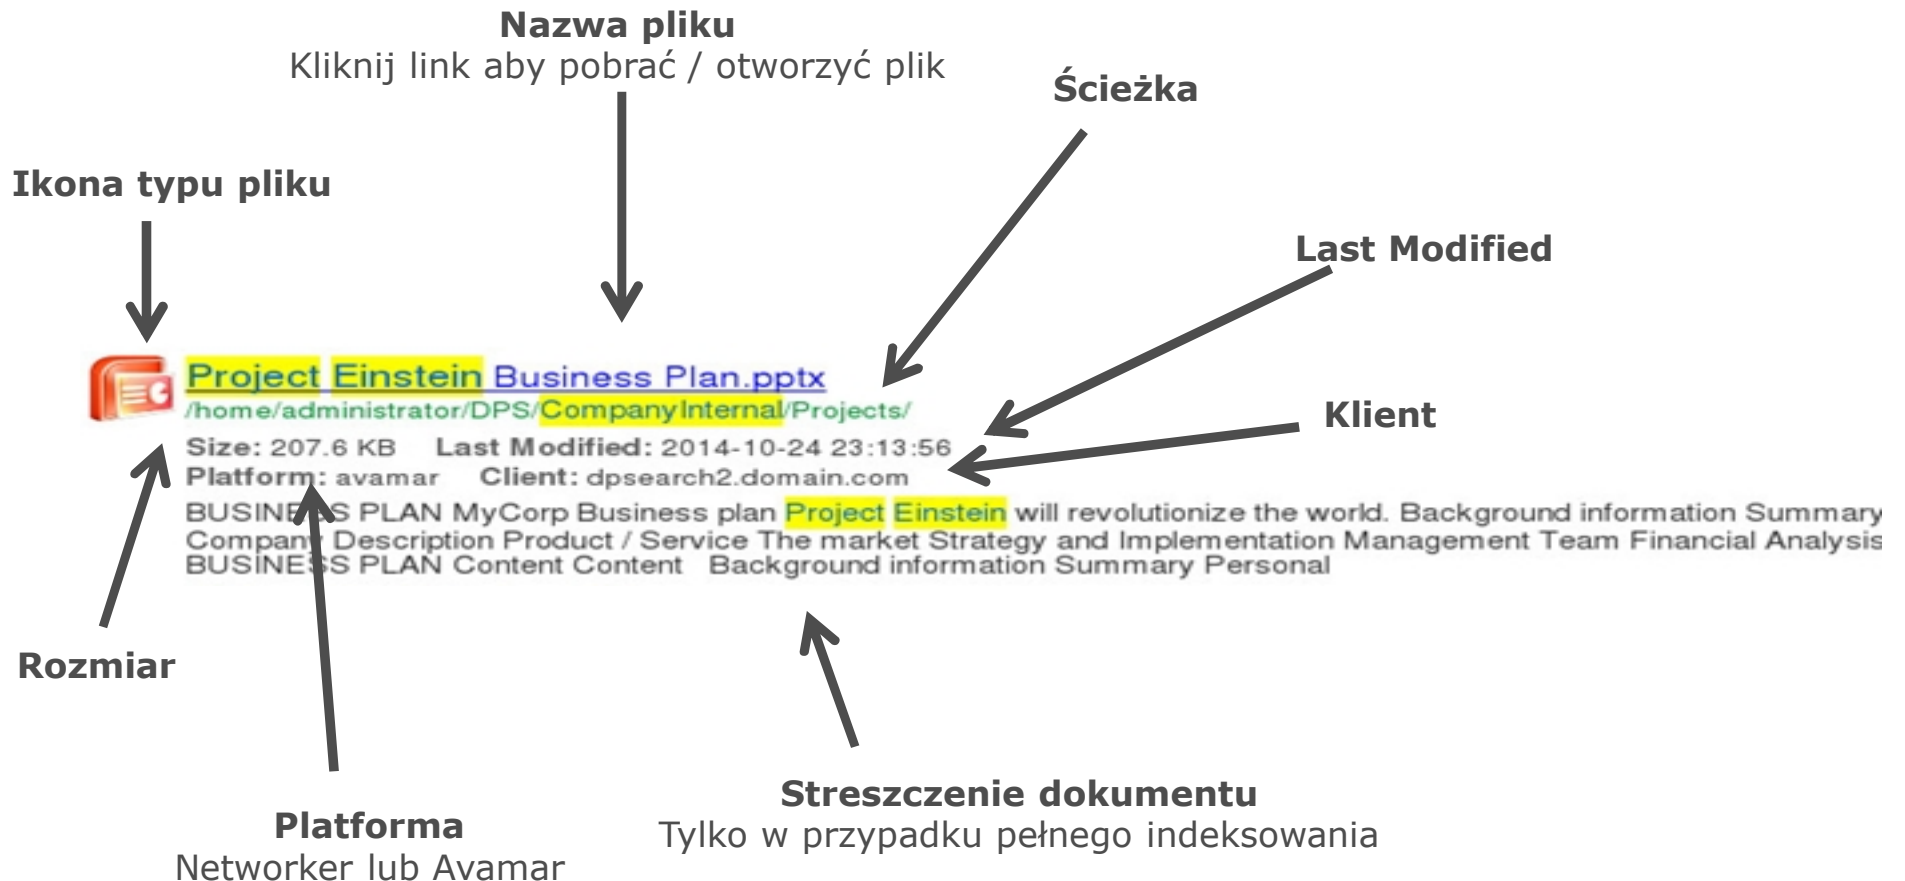 Nazwa pliku
Kliknij link aby pobrać / otworzyć plik
Ścieżka
Ikona typu pliku
Last Modified
Project Einstein Business Plan.pptx
/home/administrator/DPS/CompanyInternal/Projects/
Klient
Size: 207.6 KB Last Modified: 2014-10-24 23:13:56
Platform: avamar Client: dpsearch2.domain.com
BUSINESS PLAN MyCorp Business plan Project Einstein will revolutionize the world. Background information Summary
Company Description Product / Service The market Strategy and Implementation Management Team Financial Analysis
BUSINESS PLAN Content Content Background information Summary Personal
Rozmiar
Streszczenie dokumentu
Tylko w przypadku pełnego indeksowania
Platforma
Networker lub Avamar